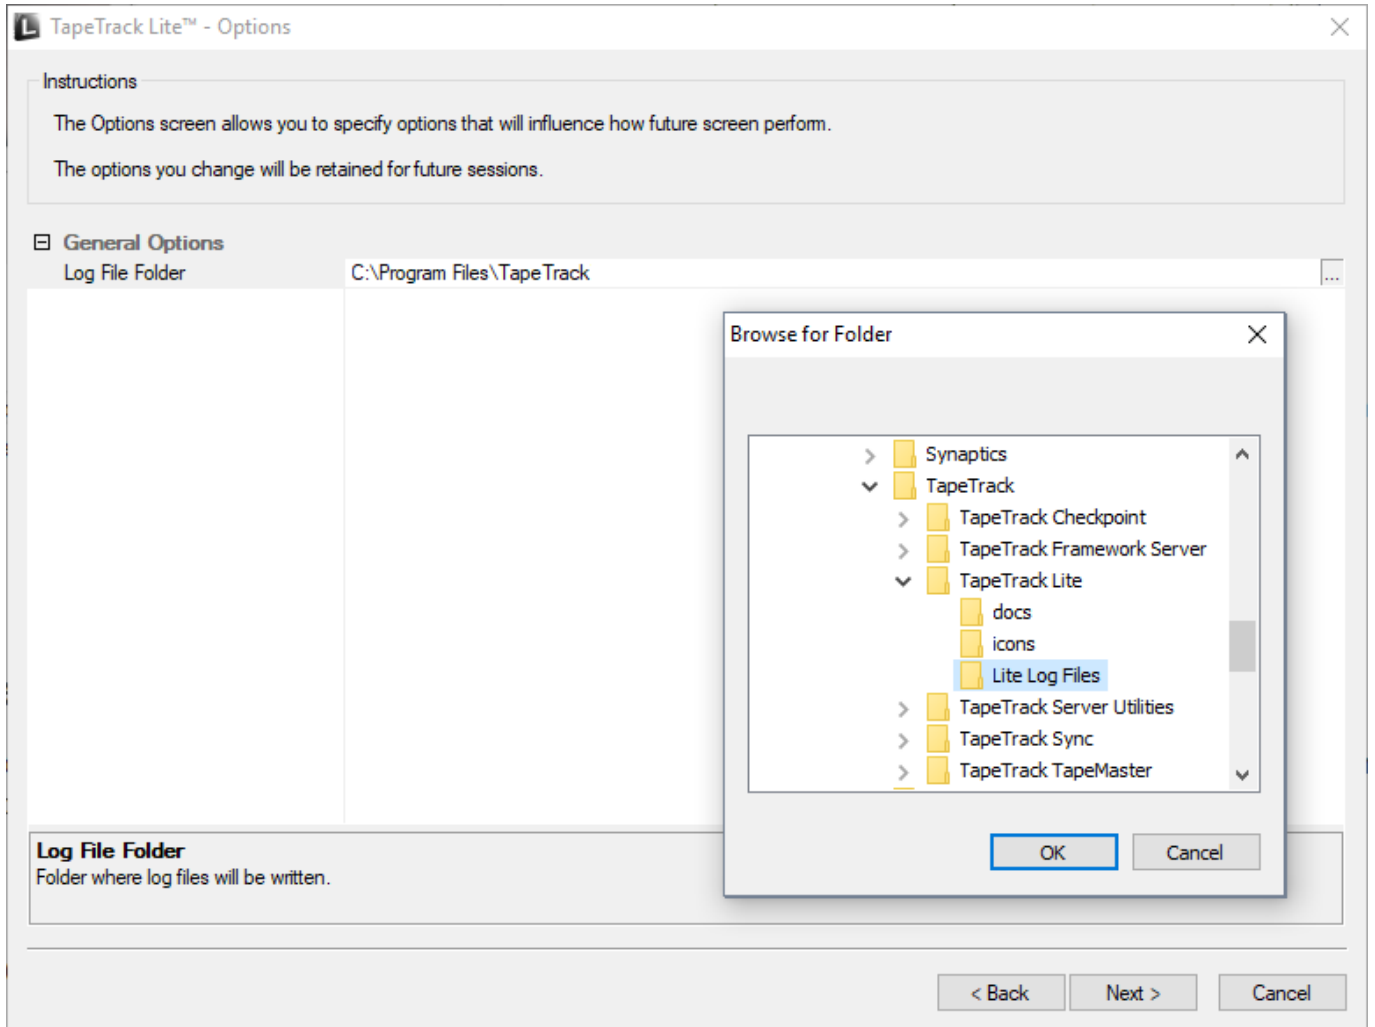 TapeTrack Lite™ - Options
Instructions
The Options screen allows you to specify options that will influence how future screen perform.
The options you change will be retained for future sessions.
General Options
Log File Folder
C:\Program Files\TapeTrack
...
Browse for Folder
Synaptics
TapeTrack
TapeTrack Checkpoint
TapeTrack Framework Server
TapeTrack Lite
docs
icons
Lite Log Files
TapeTrack Server Utilities
TapeTrack Sync
TapeTrack TapeMaster
OK
Cancel
Log File Folder
Folder where log files will be written.
< Back
Next >
Cancel